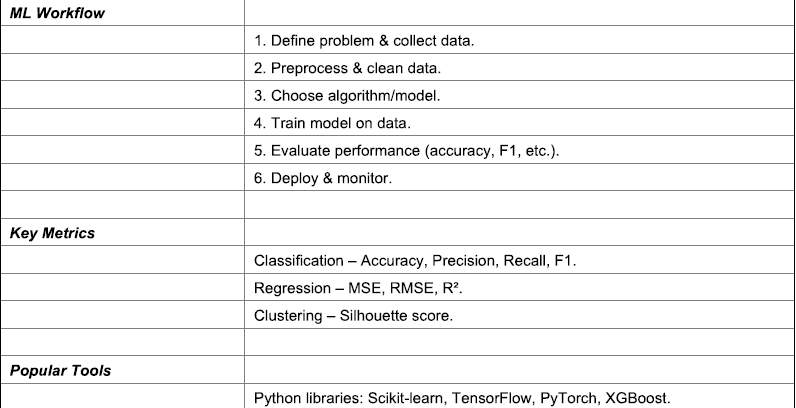 ML Workflow
1. Define problem & collect data.
2. Preprocess & clean data.
3. Choose algorithm/model.
4. Train model on data.
5. Evaluate performance (accuracy, F1, etc.).
6. Deploy & monitor.
Key Metrics
Classification – Accuracy, Precision, Recall, F1.
Regression – MSE, RMSE, R².
Clustering – Silhouette score.
Popular Tools
Python libraries: Scikit-learn, TensorFlow, PyTorch, XGBoost.